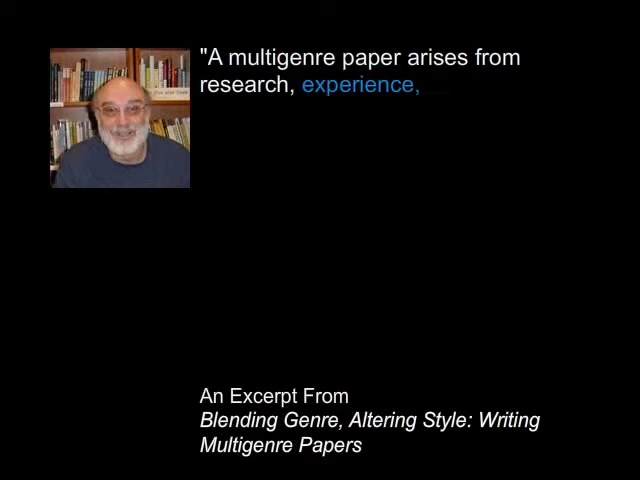 "A multigenre paper arises from
research, experience,
An Excerpt From
Blending Genre, Altering Style: Writing
Multigenre Papers